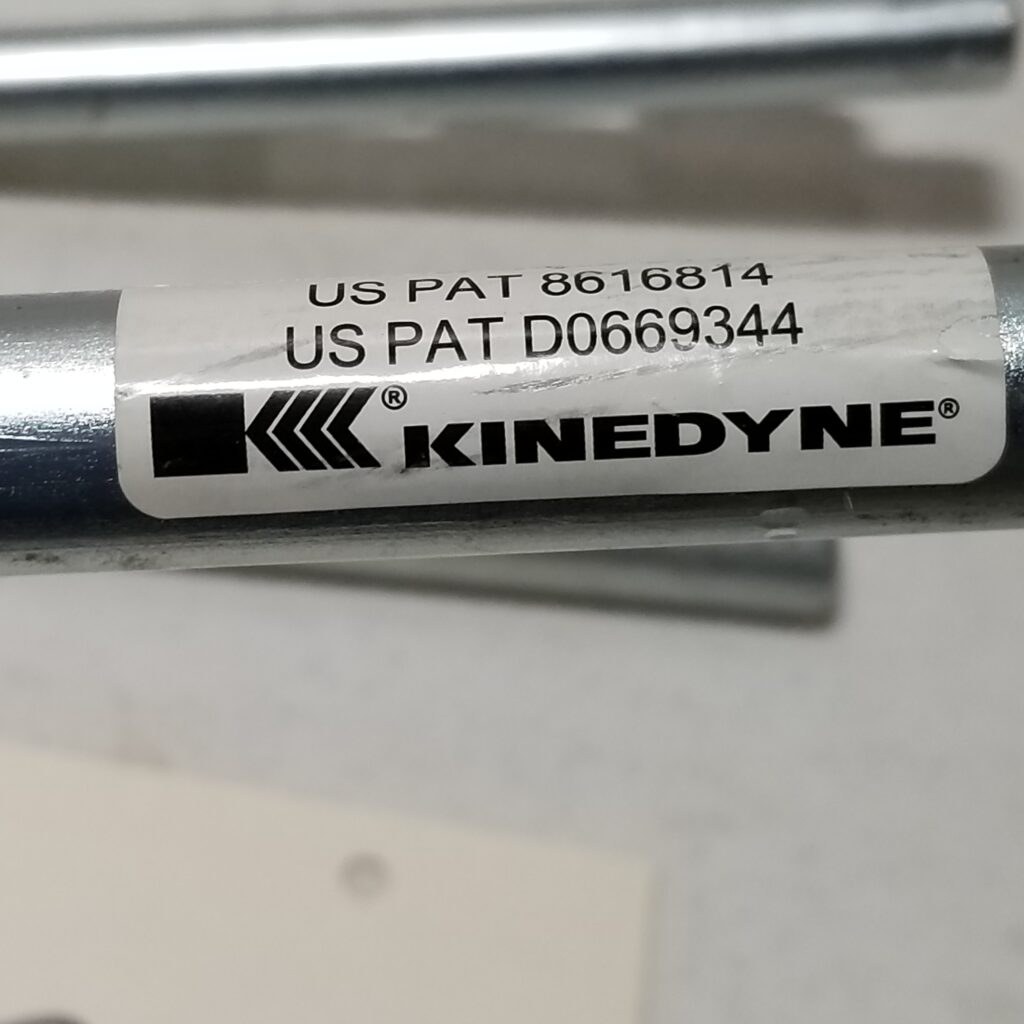 US PAT 8616814
US PAT D0669344
® KINEDYNE®